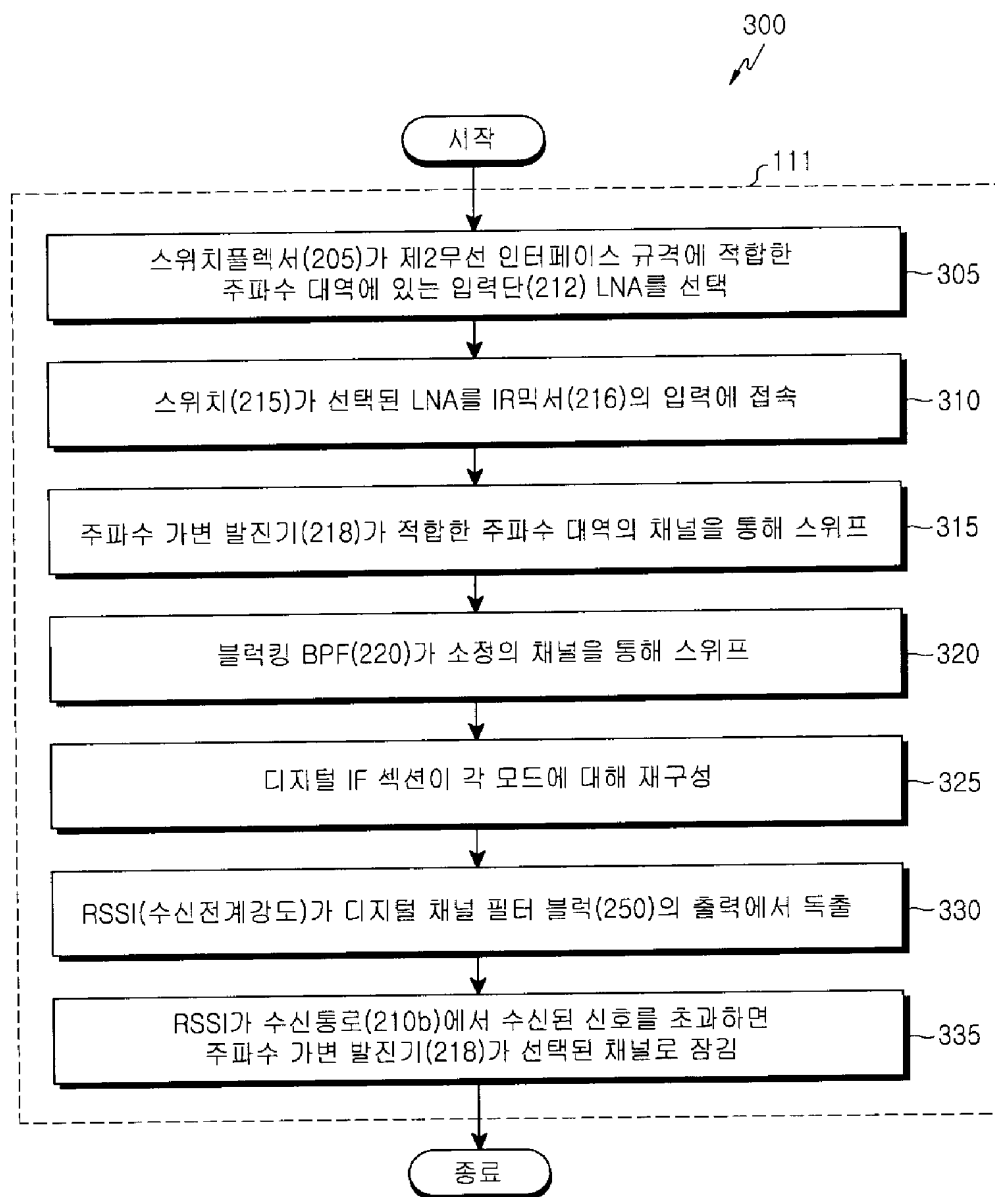 300
시작
111
스위치플렉서(205)가 제2무선 인터페이스 규격에 적합한
주파수 대역에 있는 입력단(212) LNA를 선택
305
스위치(215)가 선택된 LNA를 IR믹서(216)의 입력에 접속
310
주파수 가변 발진기(218)가 적합한 주파수 대역의 채널을 통해 스위프
315
블럭킹 BPF(220)가 소정의 채널을 통해 스위프
320
디지털 IF 섹션이 각 모드에 대해 재구성
325
RSSI(수신전계강도)가 디지털 채널 필터 블럭(250)의 출력에서 독출
330
RSSI가 수신통로(210b)에서 수신된 신호를 초과하면
주파수 가변 발진기(218)가 선택된 채널로 잠김
335
종료